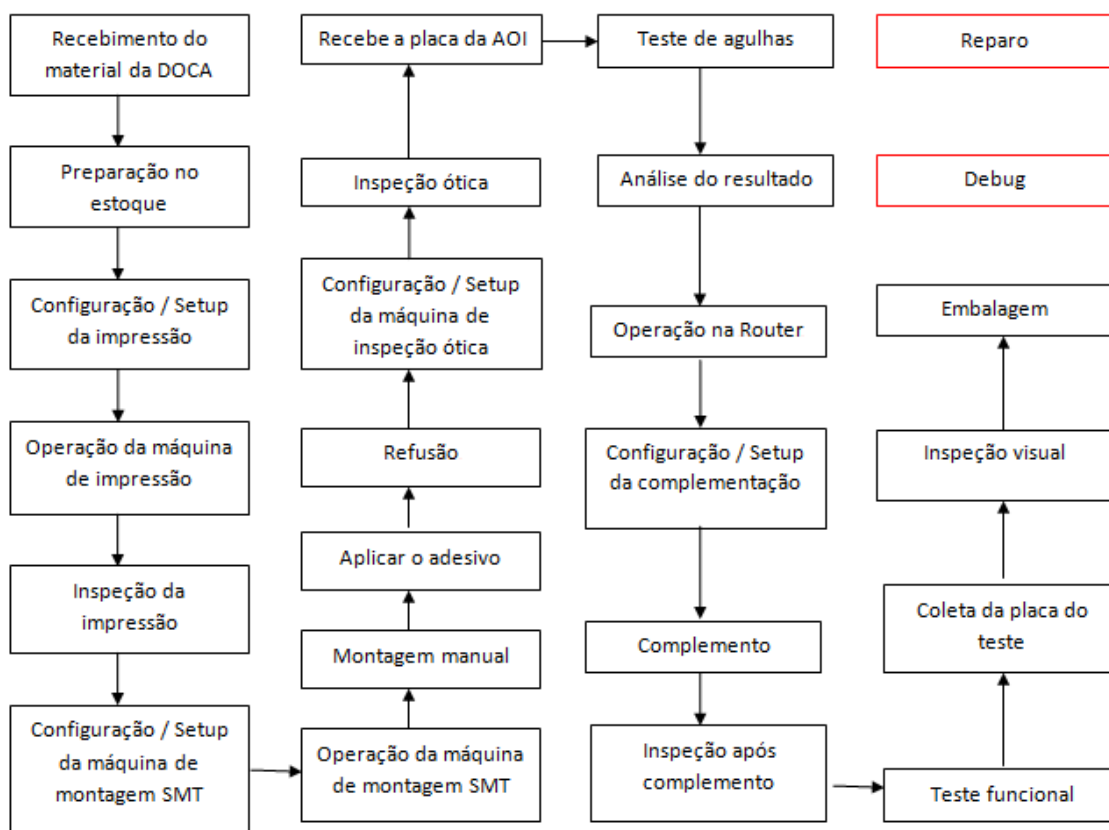 Recebimento do
material da DOCA
Preparação no
estoque
Configuração / Setup
da impressão
Operação da máquina
de impressão
Inspeção da
impressão
Configuração / Setup
da máquina de
montagem SMT
Operação da máquina
de montagem SMT
Montagem manual
Aplicar o adesivo
Refusão
Configuração / Setup
da máquina de
inspeção ótica
Inspeção ótica
Recebe a placa da AOI
Teste de agulhas
Análise do resultado
Operação na Router
Configuração / Setup
da complementação
Complemento
Inspeção após
complemento
Teste funcional
Coleta da placa do
teste
Inspeção visual
Embalagem
Reparo
Debug